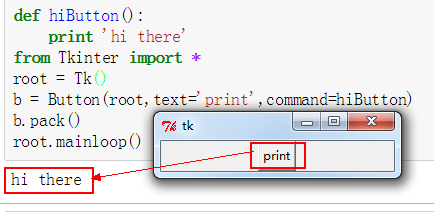 def hiButton():
    print 'hi there'
from Tkinter import *
root = Tk()
b = Button(root,text='print',command=hiButton)
b.pack()
root.mainloop()
tk
print
hi there